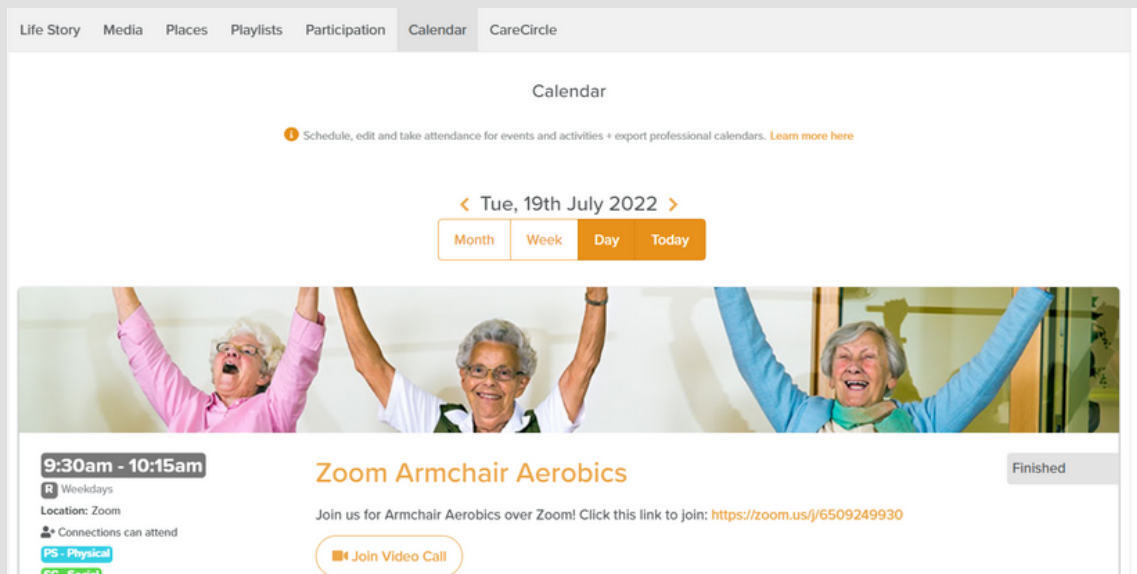 Life Story Media Places Playlists Participation Calendar CareCircle
Calendar
Schedule, edit and take attendance for events and activities + export professional calendars. Learn more here
< Tue, 19th July 2022 >
Month Week Day Today
9:30am - 10:15am
R Weekdays
Location: Zoom
Connections can attend
PS - Physical
Zoom Armchair Aerobics
Join us for Armchair Aerobics over Zoom! Click this link to join: https://zoom.us/j/6509249930
Join Video Call
Finished